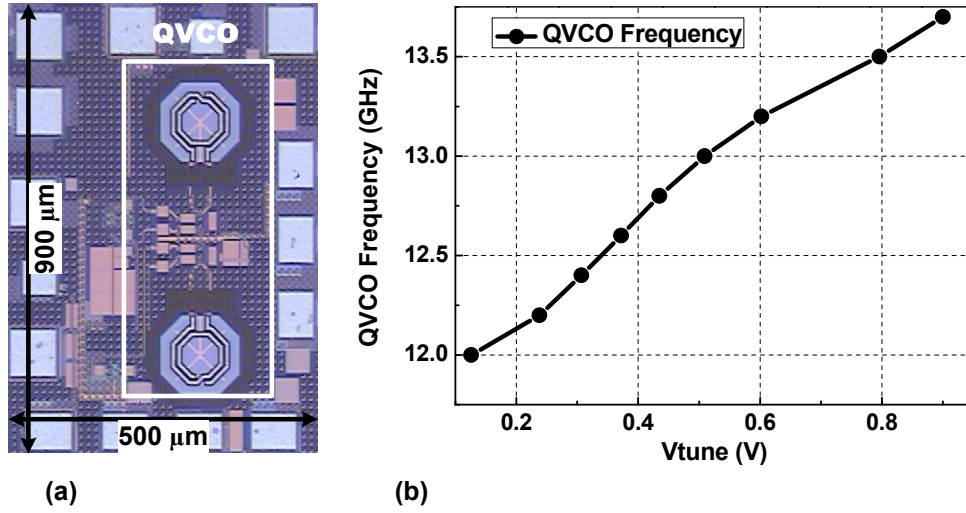 QVCO
900 μm
500 μm
(a)
QVCO Frequency
QVCO Frequency (GHz)
13.5
13.0
12.5
12.0
0.2
0.4
0.6
0.8
Vtune (V)
(b)